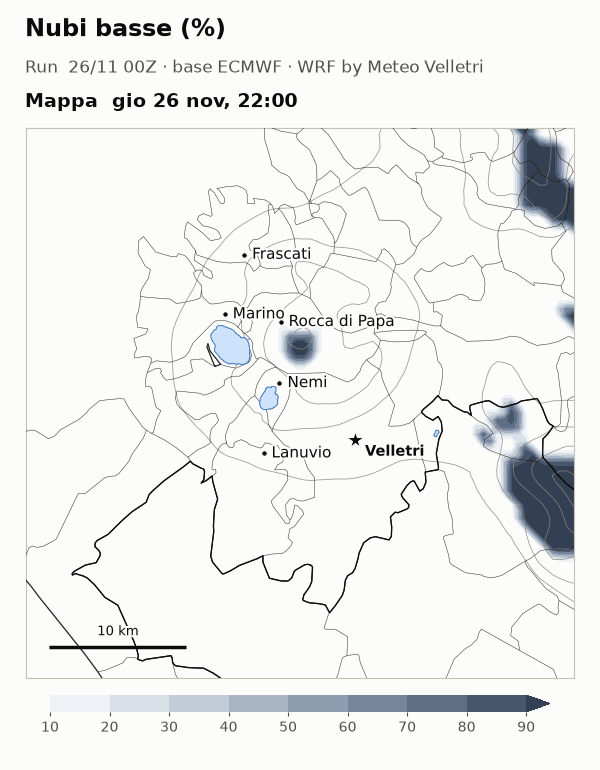 Nubi basse (%)
Run 26/11 00Z · base ECMWF · WRF by Meteo Velletri
Mappa gio 26 nov, 22:00
Frascati
Marino
Rocca di Papa
Nemi
Velletri
Lanuvio
10 km
10 20 30 40 50 60 70 80 90